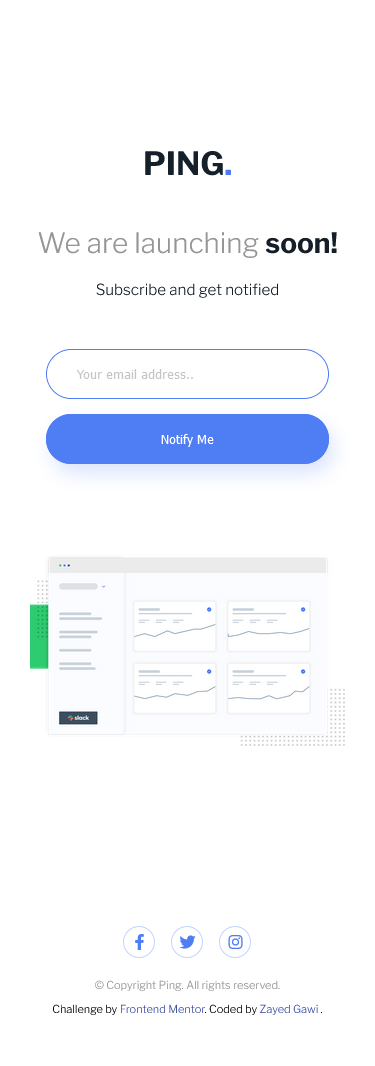 PING.
We are launching soon!
Subscribe and get notified
Your email address..
Notify Me
slack
© Copyright Ping. All rights reserved.
Challenge by Frontend Mentor. Coded by Zayed Gawi .